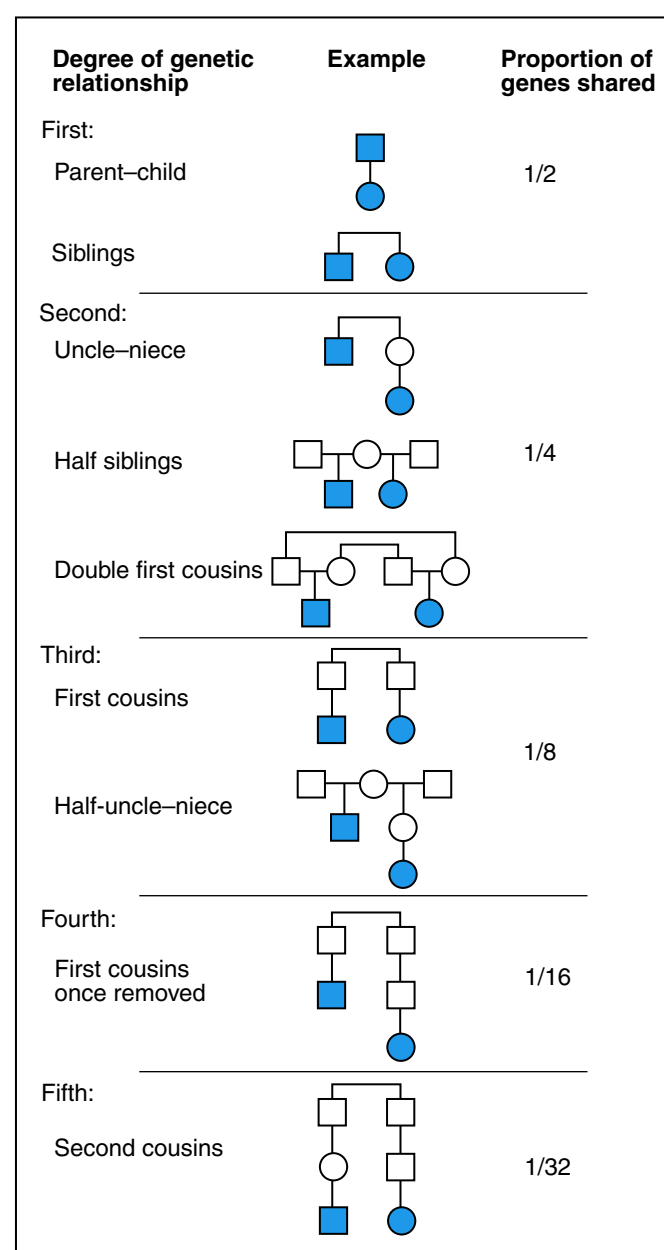 Degree of genetic
relationship
Example
Proportion of
genes shared
First:
Parent–child
1/2
Siblings
Second:
Uncle–niece
Half siblings
1/4
Double first cousins
Third:
First cousins
1/8
Half-uncle–niece
Fourth:
First cousins
once removed
1/16
Fifth:
Second cousins
1/32